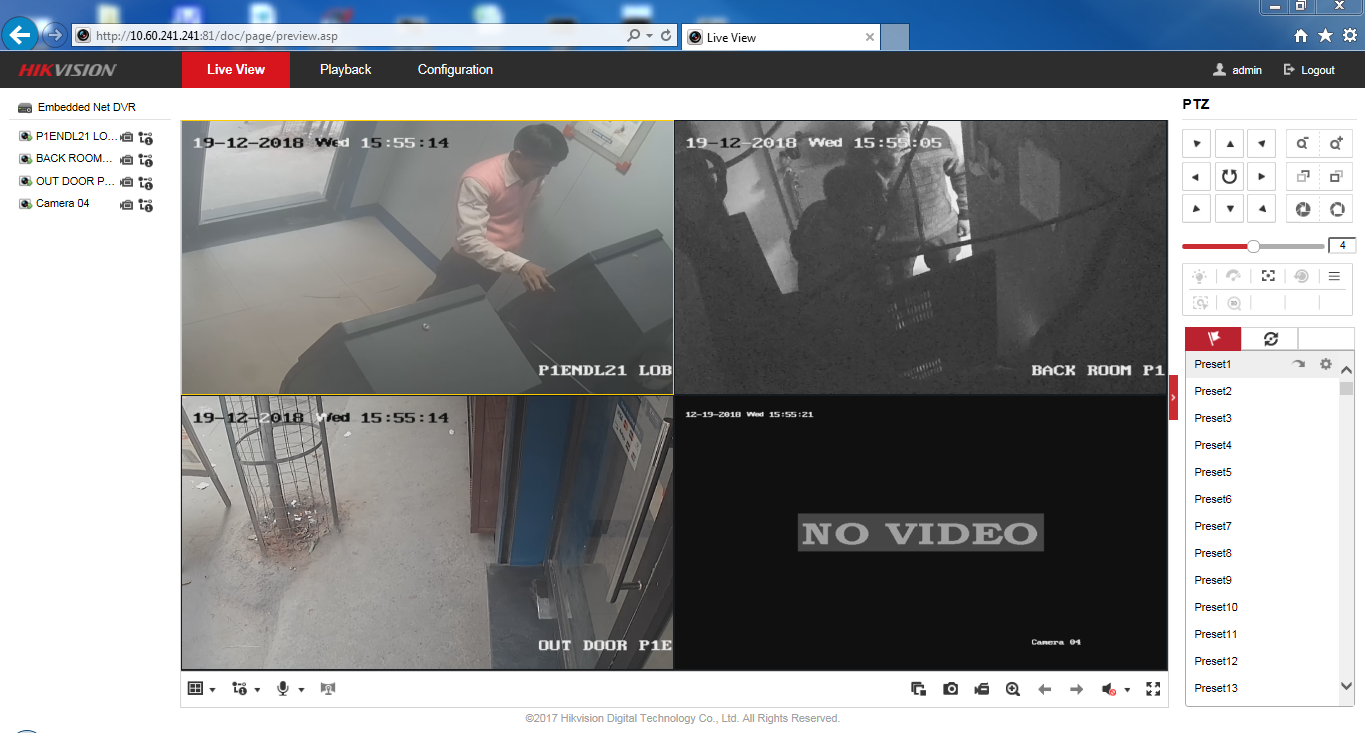 http://10.60.241.241:81/doc/page/preview.asp
Live View
HIKVISION
Live View
Playback
Configuration
admin
Logout
Embedded Net DVR
P1ENDL21 LO...
BACK ROOM...
OUT DOOR P...
Camera 04
19-12-2018 Wed 15:55:14
P1ENDL21 LOB
19-12-2018 Wed 15:55:05
BACK ROOM P1
19-12-2018 Wed 15:55:14
OUT DOOR P1E
12-19-2018 Wed 15:55:21
NO VIDEO
Camera 04
PTZ
4
Preset1
Preset2
Preset3
Preset4
Preset5
Preset6
Preset7
Preset8
Preset9
Preset10
Preset11
Preset12
Preset13
©2017 Hikvision Digital Technology Co., Ltd. All Rights Reserved.